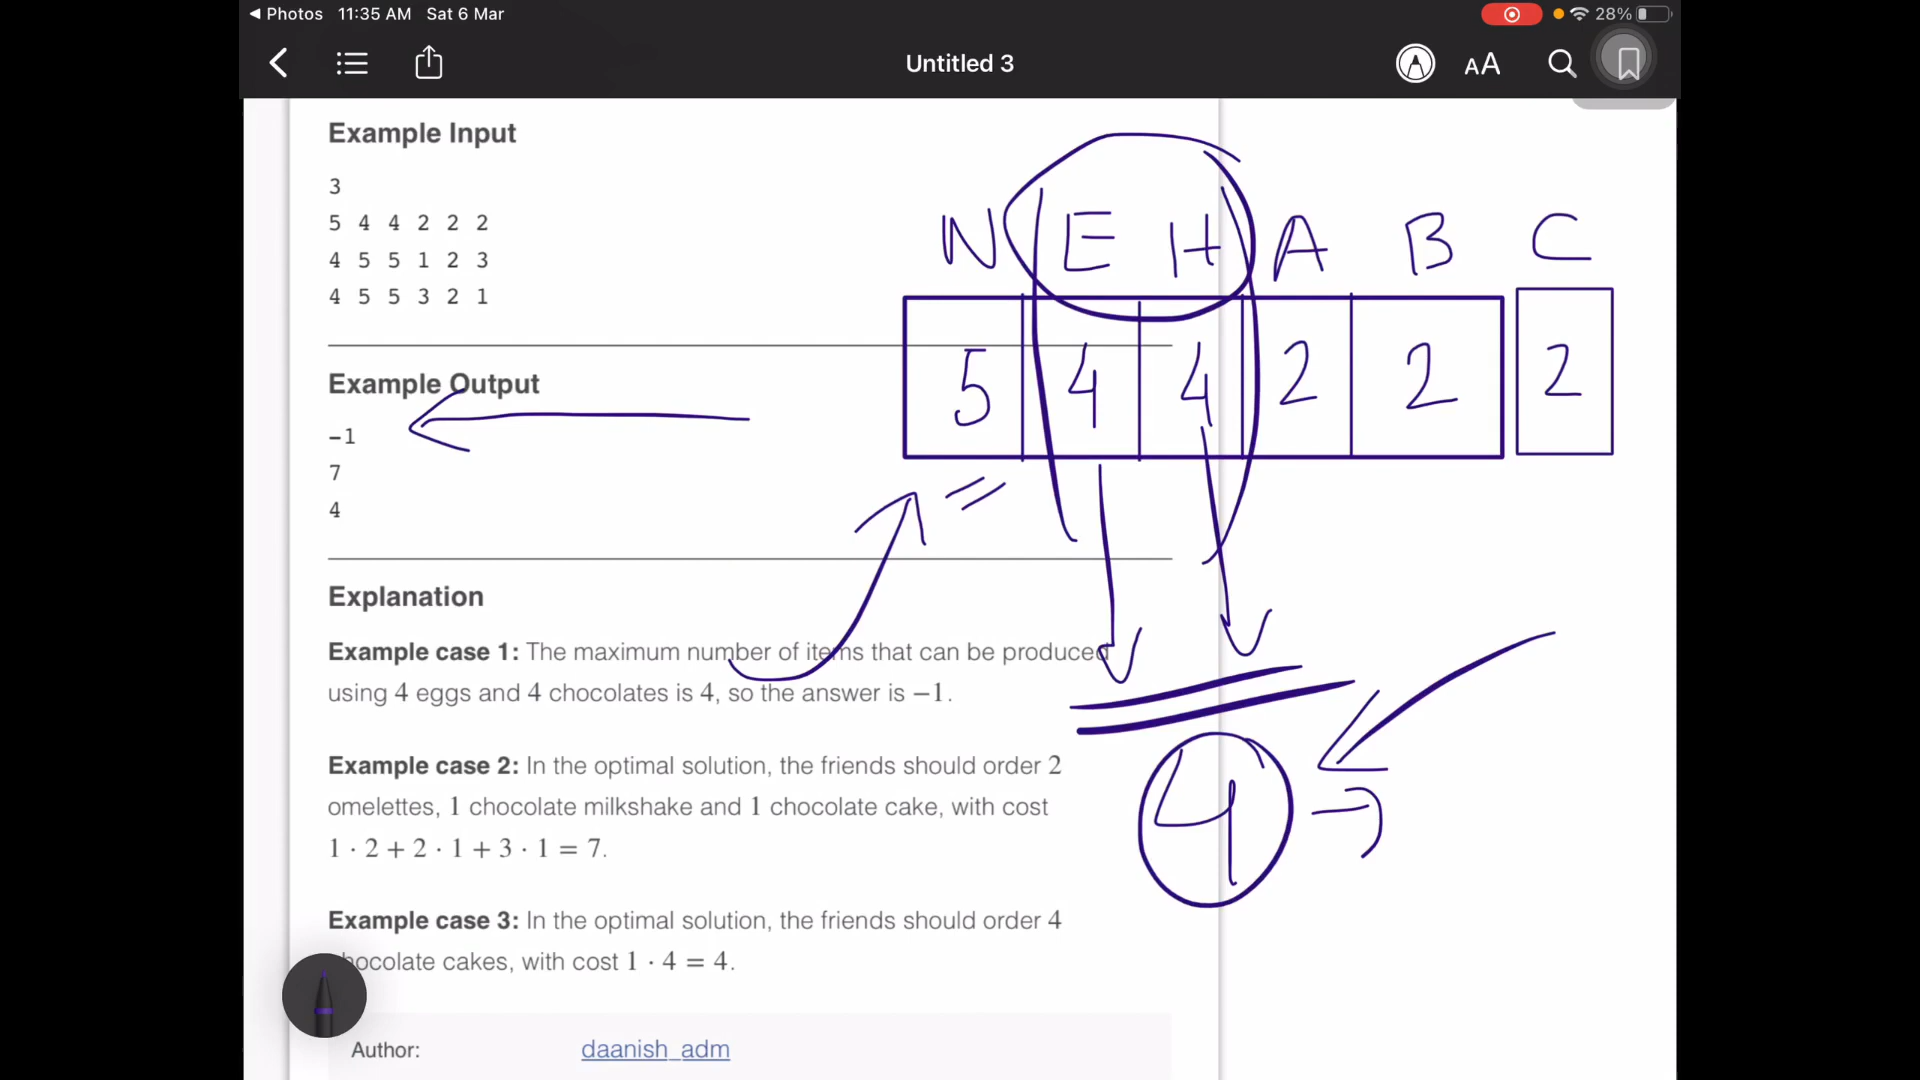 Photos 11:35 AM Sat 6 Mar
28%
AA
Untitled 3
Example Input
3
5 4 4 2 2 2
4 5 5 1 2 3
4 5 5 3 2 1
N E H A B C
5 4 4 2 2 2
Example Output
-1
7
4
=
Explanation
Example case 1: The maximum number of items that can be produced
using 4 eggs and 4 chocolates is 4, so the answer is −1.
Example case 2: In the optimal solution, the friends should order 2
omelettes, 1 chocolate milkshake and 1 chocolate cake, with cost
1 · 2 + 2 · 1 + 3 · 1 = 7.
4
Example case 3: In the optimal solution, the friends should order 4
hocolate cakes, with cost 1 · 4 = 4.
Author: daanish_adm